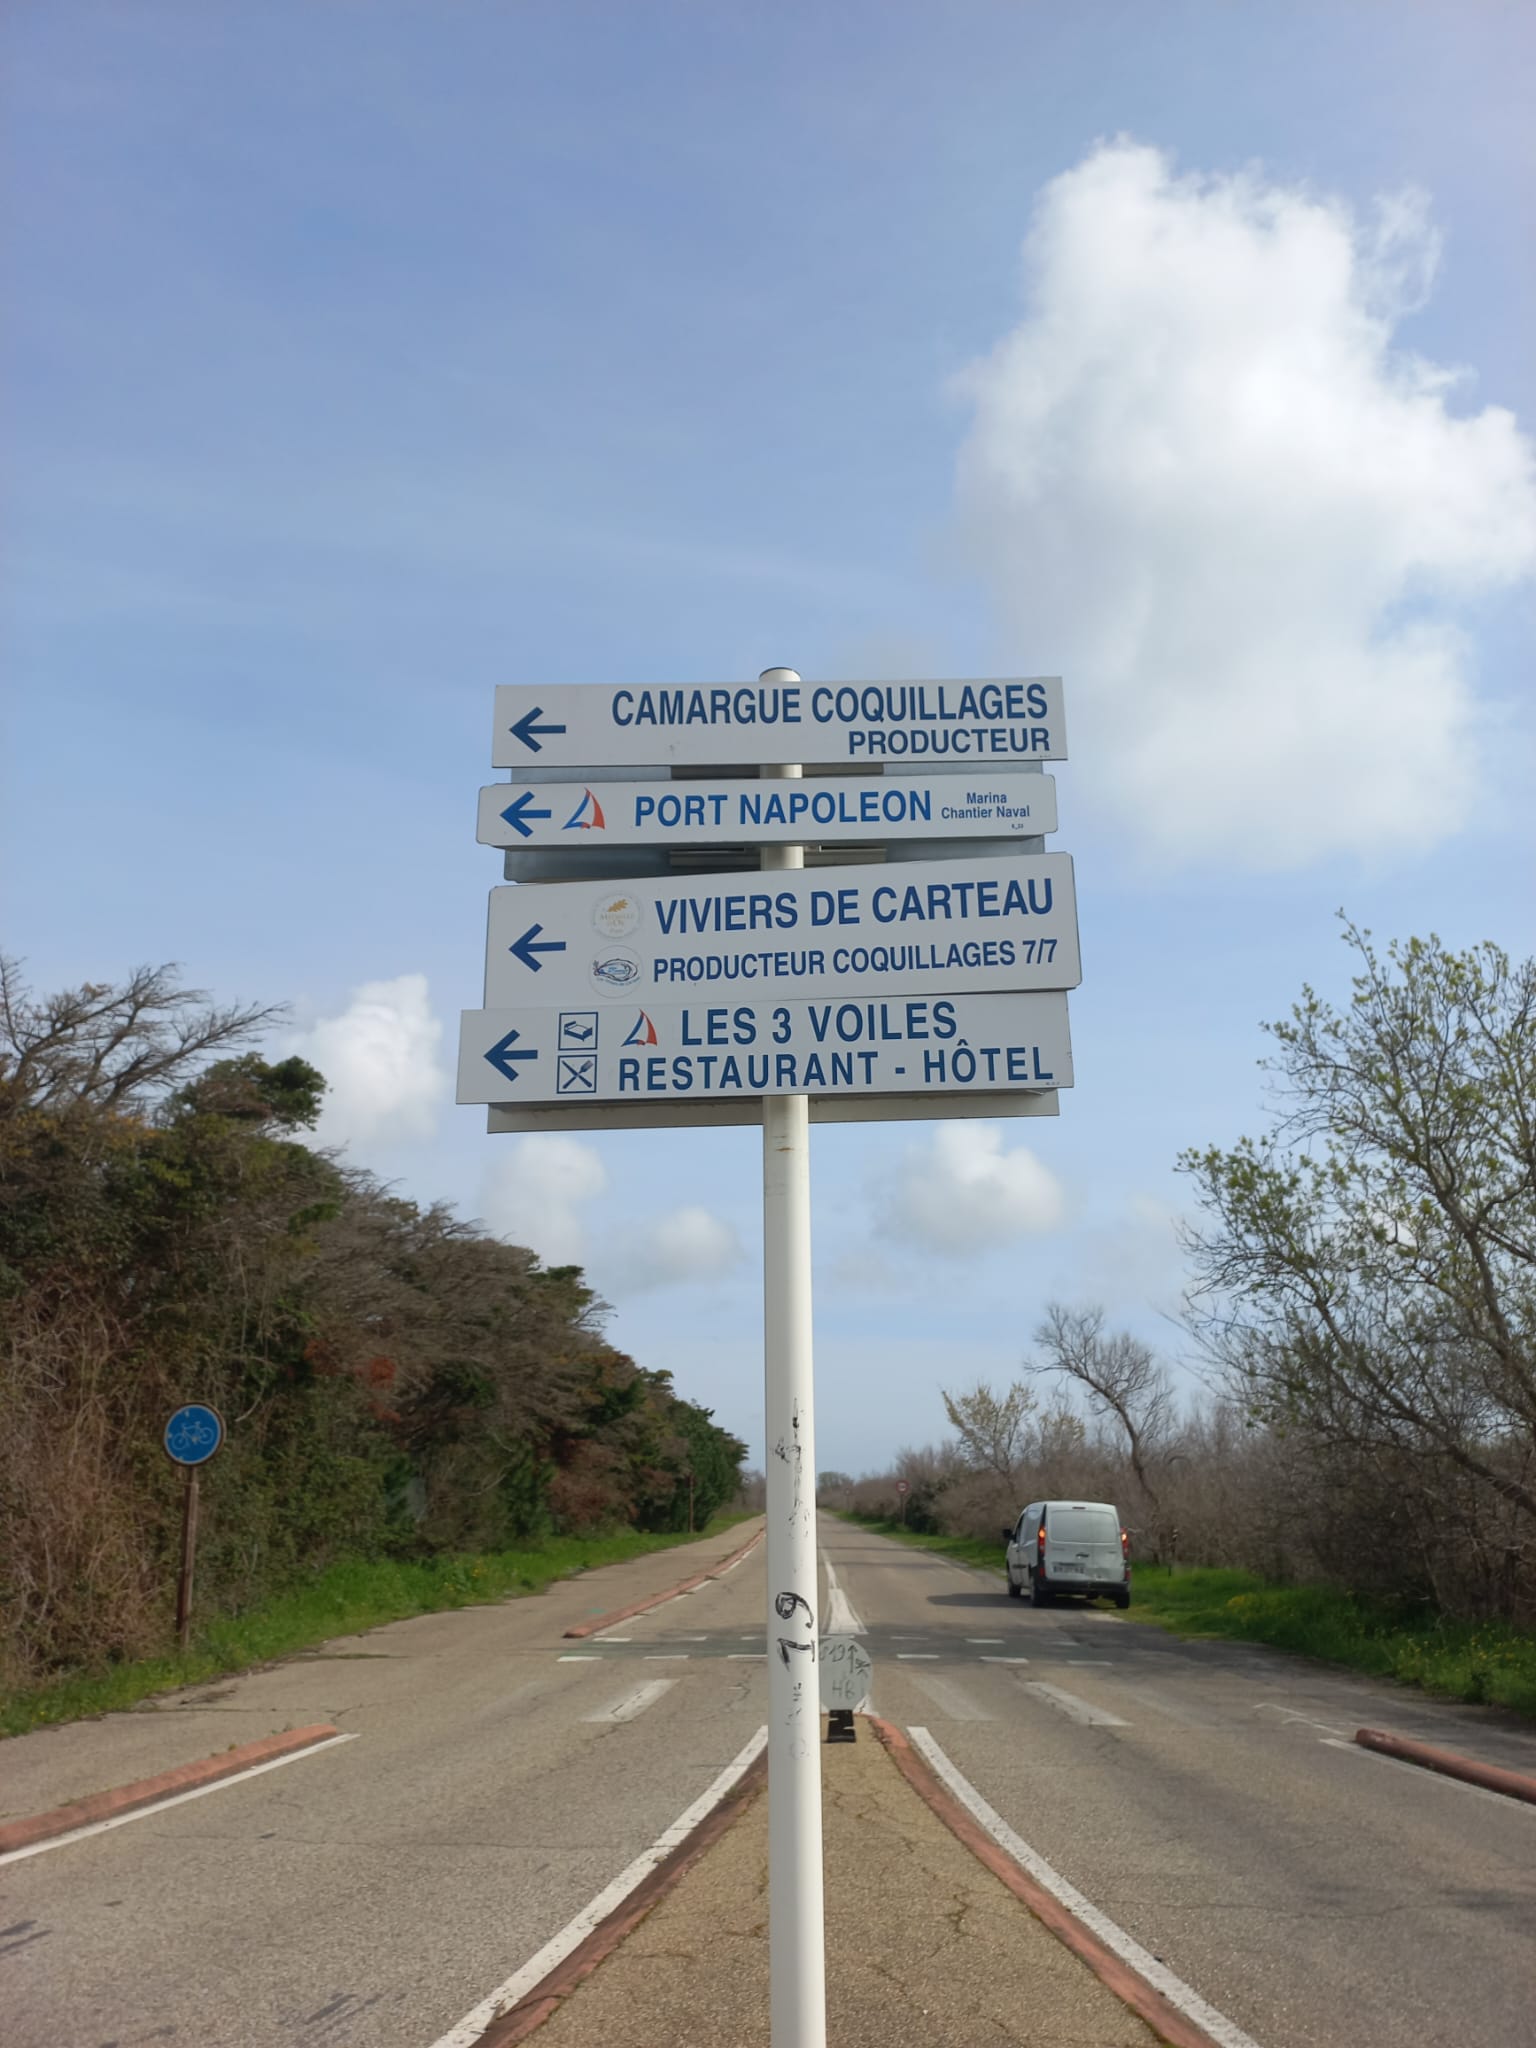 CAMARGUE COQUILLAGES
PRODUCTEUR
PORT NAPOLEON
Marina
Chantier Naval
VIVIERS DE CARTEAU
PRODUCTEUR COQUILLAGES 7/7
LES 3 VOILES
RESTAURANT - HÔTEL